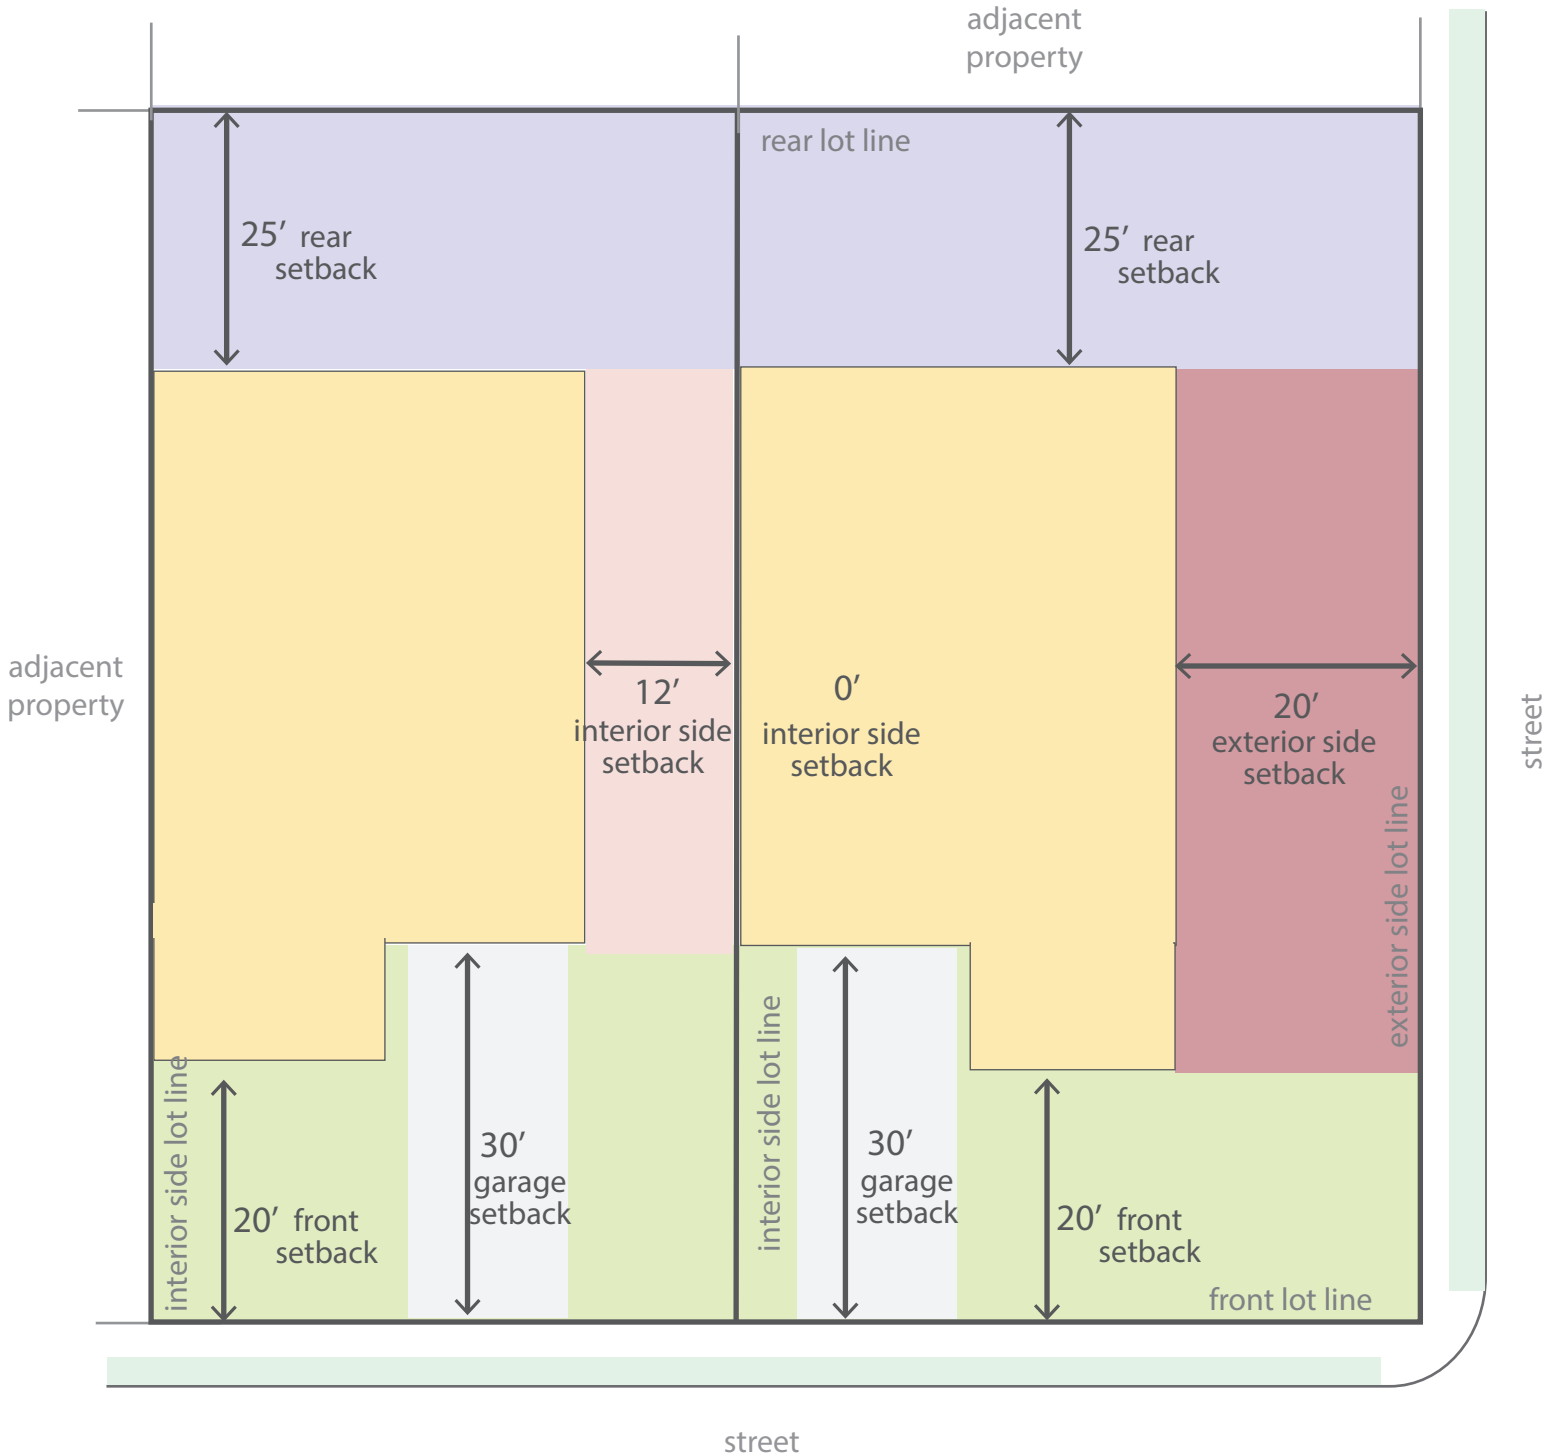 adjacent
property
rear lot line
25’ rear
setback
25’ rear
setback
adjacent
property
12’
interior side
setback
0’
interior side
setback
20’
exterior side
setback
street
exterior side lot line
interior side lot line
20’ front
setback
30’
garage
setback
interior side lot line
30’
garage
setback
20’ front
setback
front lot line
street